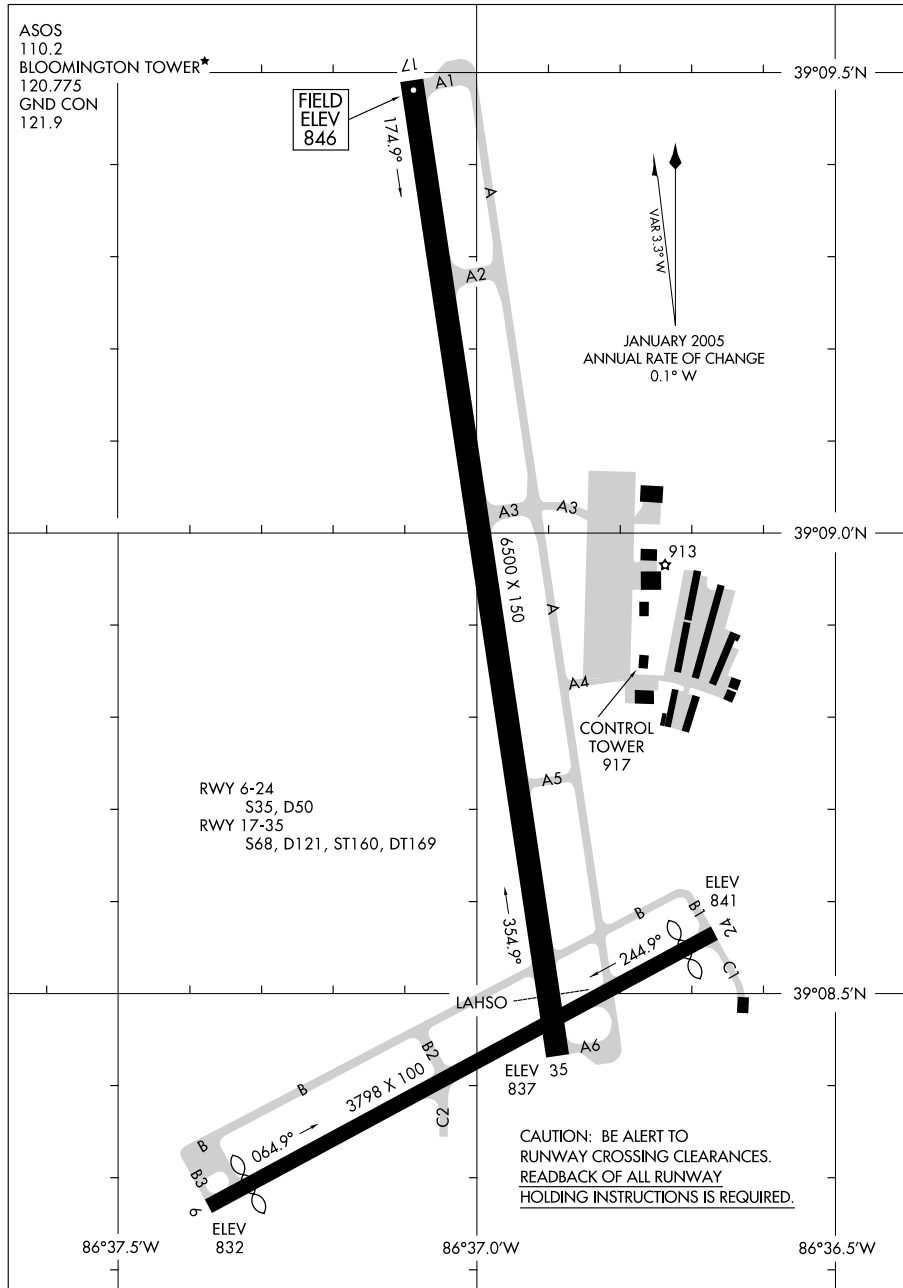 ASOS
110.2
BLOOMINGTON TOWER★
120.775
GND CON
121.9
17
A1
39°09.5'N
FIELD
ELEV
846
174.9°
A
VAR 3.3° W
A2
JANUARY 2005
ANNUAL RATE OF CHANGE
0.1° W
A3
A3
39°09.0'N
913
6500 X 150
A
A4
CONTROL
TOWER
917
A5
RWY 6-24
S35, D50
RWY 17-35
S68, D121, ST160, DT169
ELEV
841
B
B1
24
354.9°
244.9°
C1
LAHSO
39°08.5'N
B2
A6
ELEV
837
35
B
3798 X 100
C2
B
064.9°
B3
6
ELEV
832
CAUTION: BE ALERT TO
RUNWAY CROSSING CLEARANCES.
READBACK OF ALL RUNWAY
HOLDING INSTRUCTIONS IS REQUIRED.
86°37.5'W
86°37.0'W
86°36.5'W